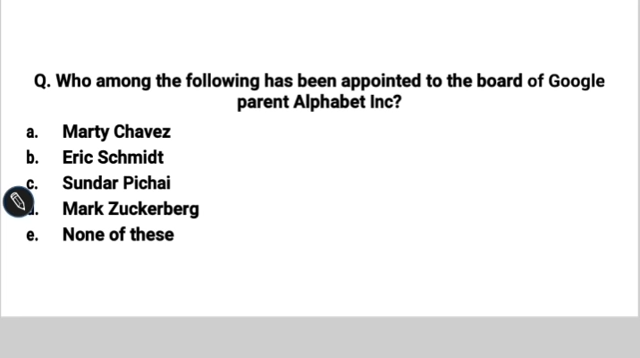 Q. Who among the following has been appointed to the board of Google
parent Alphabet Inc?
a. Marty Chavez
b. Eric Schmidt
c. Sundar Pichai
d. Mark Zuckerberg
e. None of these